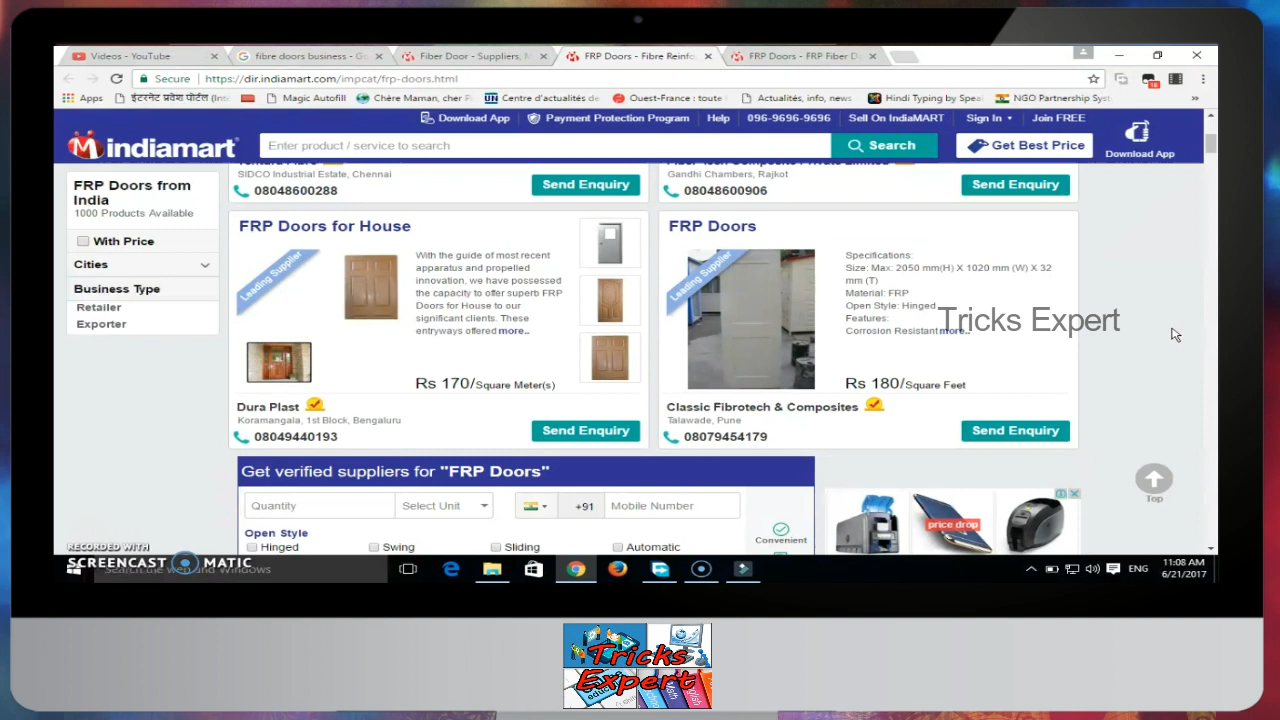 Videos - YouTube
fibre doors business - Go
Fiber Door - Suppliers, M
FRP Doors - Fibre Reinfo
FRP Doors - FRP Fiber D
Secure
https://dir.indiamart.com/impcat/frp-doors.html
Apps
इंटरनेट प्रवेश पोर्टल (Inte
Magic Autofill
Chère Maman, cher P
UN
Centre d'actualités de
Ouest-France : toute l
Actualités, info, news
Hindi Typing by Spea
NGO Partnership Syst
Download App
Payment Protection Program
Help
096-9696-9696
Sell On IndiaMART
Sign In
Join FREE
indiamart
Enter product / service to search
Search
Get Best Price
Download App
FRP Doors from
India
1000 Products Available
With Price
Cities
Business Type
Retailer
Exporter
SIDCO Industrial Estate, Chennai
08048600288
Send Enquiry
Gandhi Chambers, Rajkot
08048600906
Send Enquiry
FRP Doors for House
Leading Supplier
With the guide of most recent
apparatus and propelled
innovation, we have possessed
the capacity to offer superb FRP
Doors for House to our
significant clients. These
entryways offered more..
Rs 170/Square Meter(s)
Dura Plast
Koramangala, 1st Block, Bengaluru
08049440193
Send Enquiry
FRP Doors
Leading Supplier
Specifications:
Size: Max: 2050 mm(H) X 1020 mm (W) X 32
mm (T)
Material: FRP
Open Style: Hinged
Features:
Corrosion Resistant more..
Tricks Expert
Rs 180/Square Feet
Classic Fibrotech & Composites
Talawade, Pune
08079454179
Send Enquiry
Get verified suppliers for "FRP Doors"
Quantity
Select Unit
+91
Mobile Number
Open Style
Hinged
Swing
Sliding
Automatic
Convenient
price drop
Top
RECORDED WITH
SCREENCAST MATIC
Search the web and Windows
ENG
11:08 AM
6/21/2017
Tricks
Expert